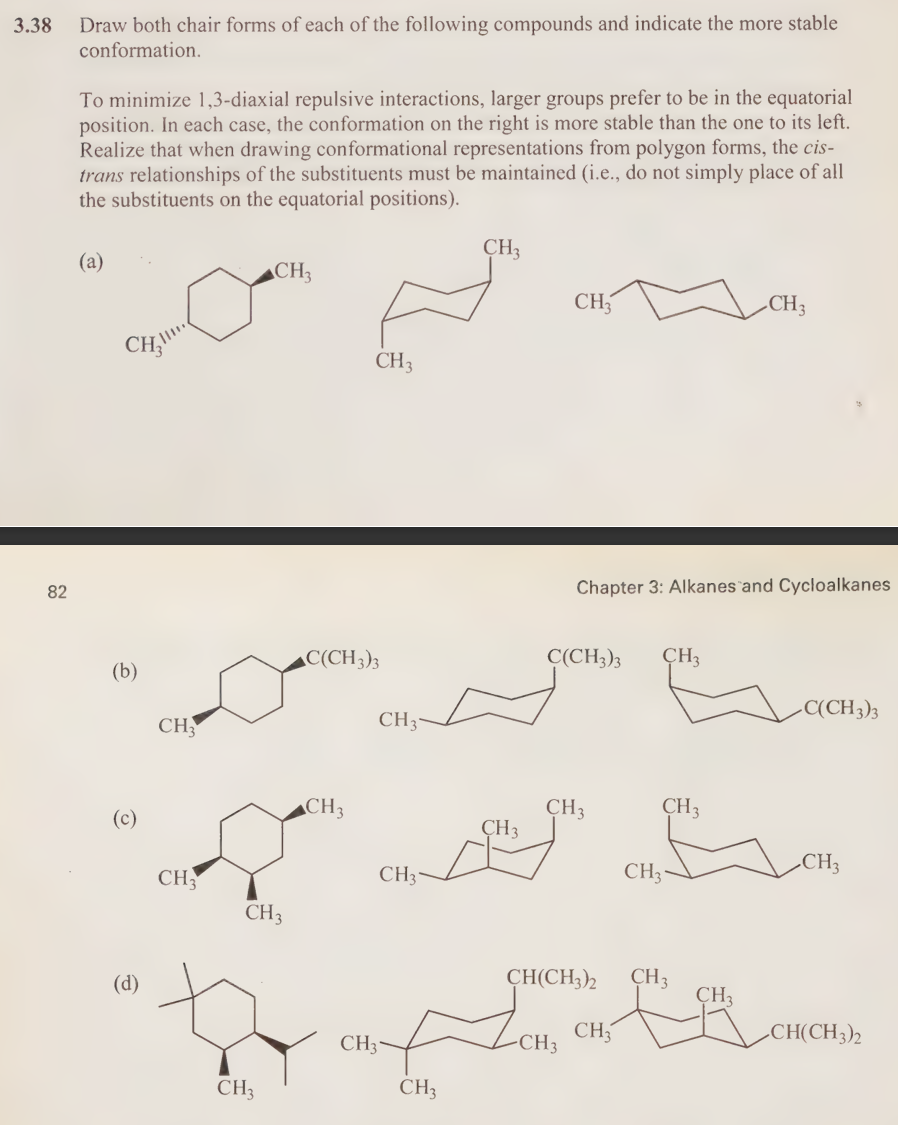 3.38 Draw both chair forms of each of the following compounds and indicate the more stable
conformation.
To minimize 1,3-diaxial repulsive interactions, larger groups prefer to be in the equatorial
position. In each case, the conformation on the right is more stable than the one to its left.
Realize that when drawing conformational representations from polygon forms, the cis-
trans relationships of the substituents must be maintained (i.e., do not simply place of all
the substituents on the equatorial positions).
(a)
CH₃
CH₃
CH₃
CH₃
CH₃
CH₃
82
Chapter 3: Alkanes and Cycloalkanes
(b)
C(CH₃)₃
CH₃
C(CH₃)₃
CH₃
CH₃
C(CH₃)₃
(c)
CH₃
CH₃
CH₃
CH₃
CH₃
CH₃
CH₃
CH₃
CH₃
(d)
CH₃
CH(CH₃)₂
CH₃
CH₃
CH₃
CH₃
CH₃
CH₃
CH(CH₃)₂